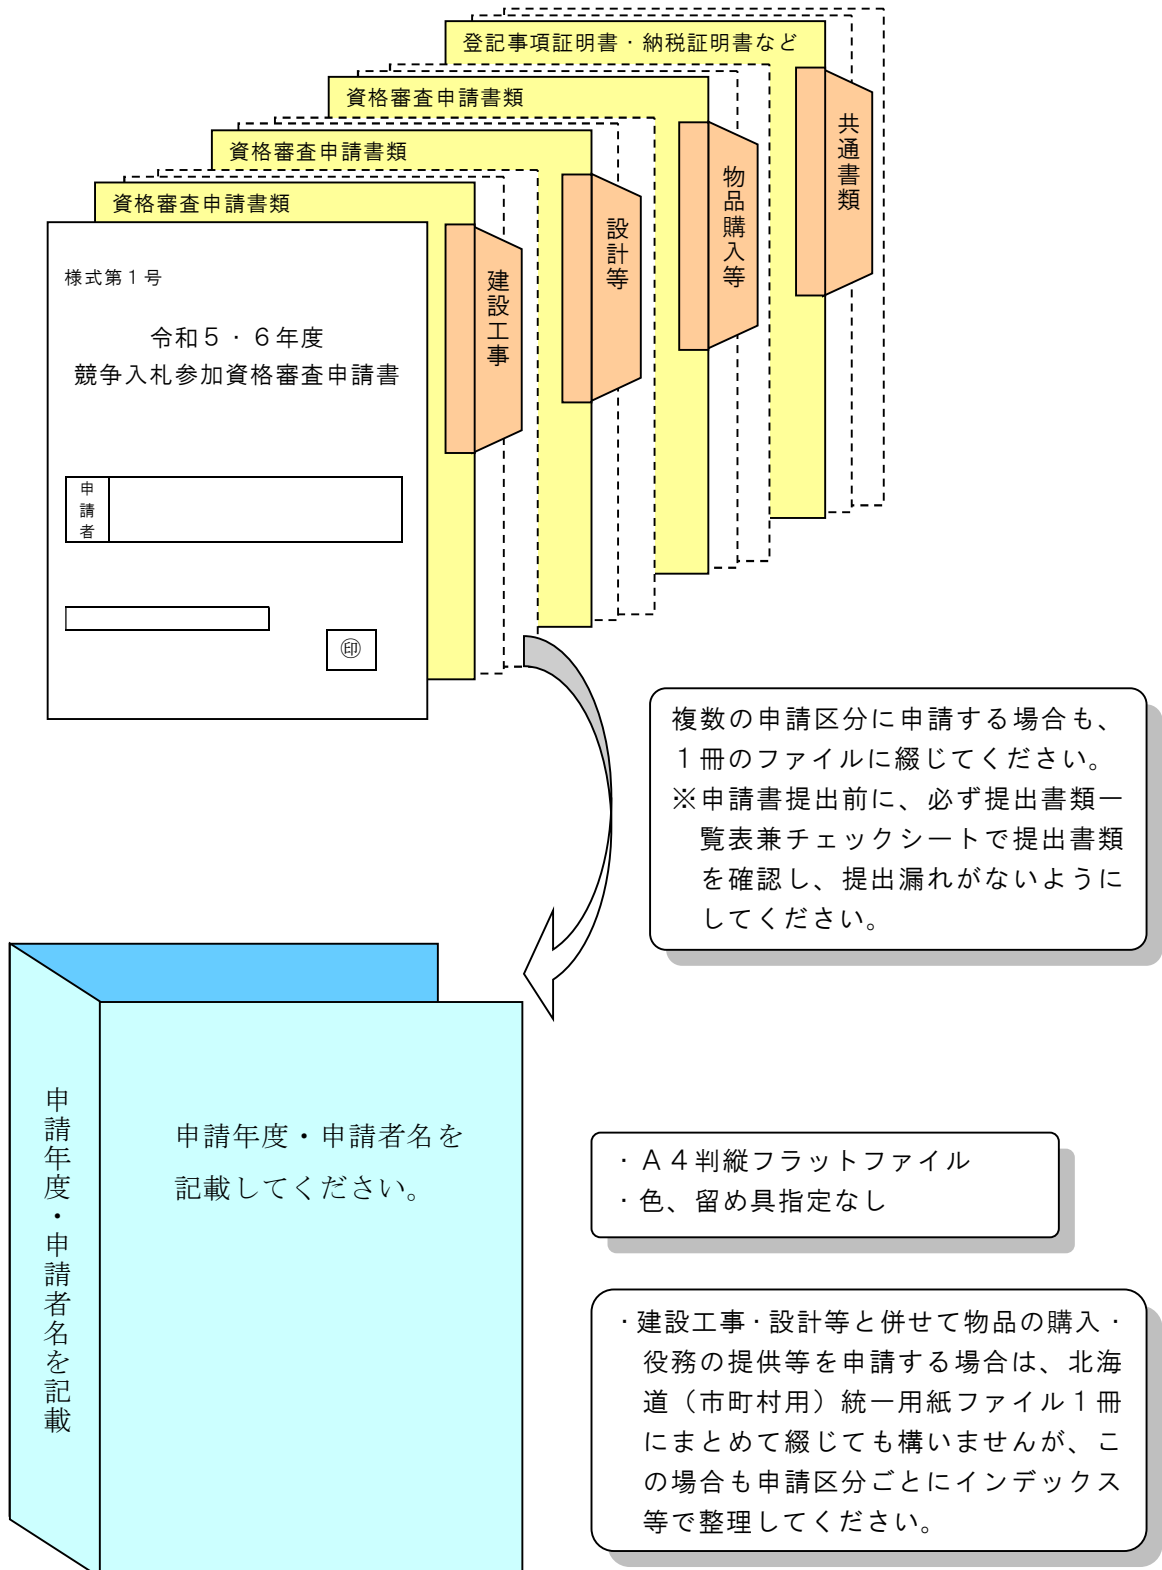 登記事項証明書・納税証明書など
共通書類
資格審査申請書類
物品購入等
資格審査申請書類
設計等
資格審査申請書類
建設工事
様式第１号
令和５・６年度
競争入札参加資格審査申請書
申請者
㊞
複数の申請区分に申請する場合も、
１冊のファイルに綴じてください。
※申請書提出前に、必ず提出書類一
覧表兼チェックシートで提出書類
を確認し、提出漏れがないように
してください。
申請年度・申請者名を記載
申請年度・申請者名を
記載してください。
・Ａ４判縦フラットファイル
・色、留め具指定なし
・建設工事・設計等と併せて物品の購入・
役務の提供等を申請する場合は、北海
道（市町村用）統一用紙ファイル１冊
にまとめて綴じても構いませんが、こ
の場合も申請区分ごとにインデックス
等で整理してください。